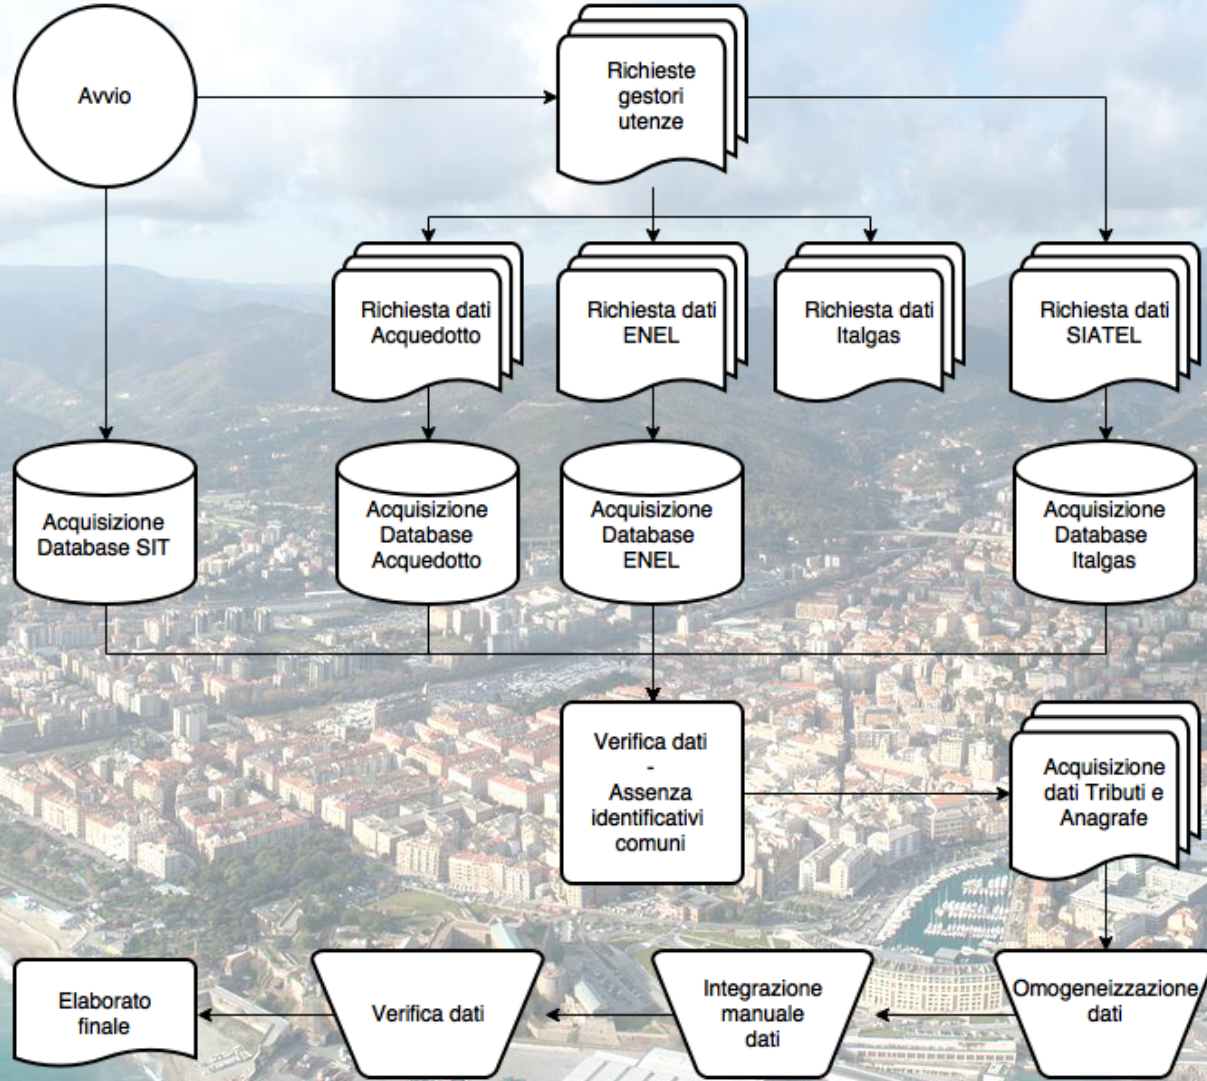 Avvio
Richieste
gestori
utenze
Richiesta dati
Acquedotto
Richiesta dati
ENEL
Richiesta dati
Italgas
Richiesta dati
SIATEL
Acquisizione
Database SIT
Acquisizione
Database
Acquedotto
Acquisizione
Database
ENEL
Acquisizione
Database
Italgas
Verifica dati
-
Assenza
identificativi
comuni
Acquisizione
dati Tributi e
Anagrafe
Elaborato
finale
Verifica dati
Integrazione
manuale
dati
Omogeneizzazione
dati